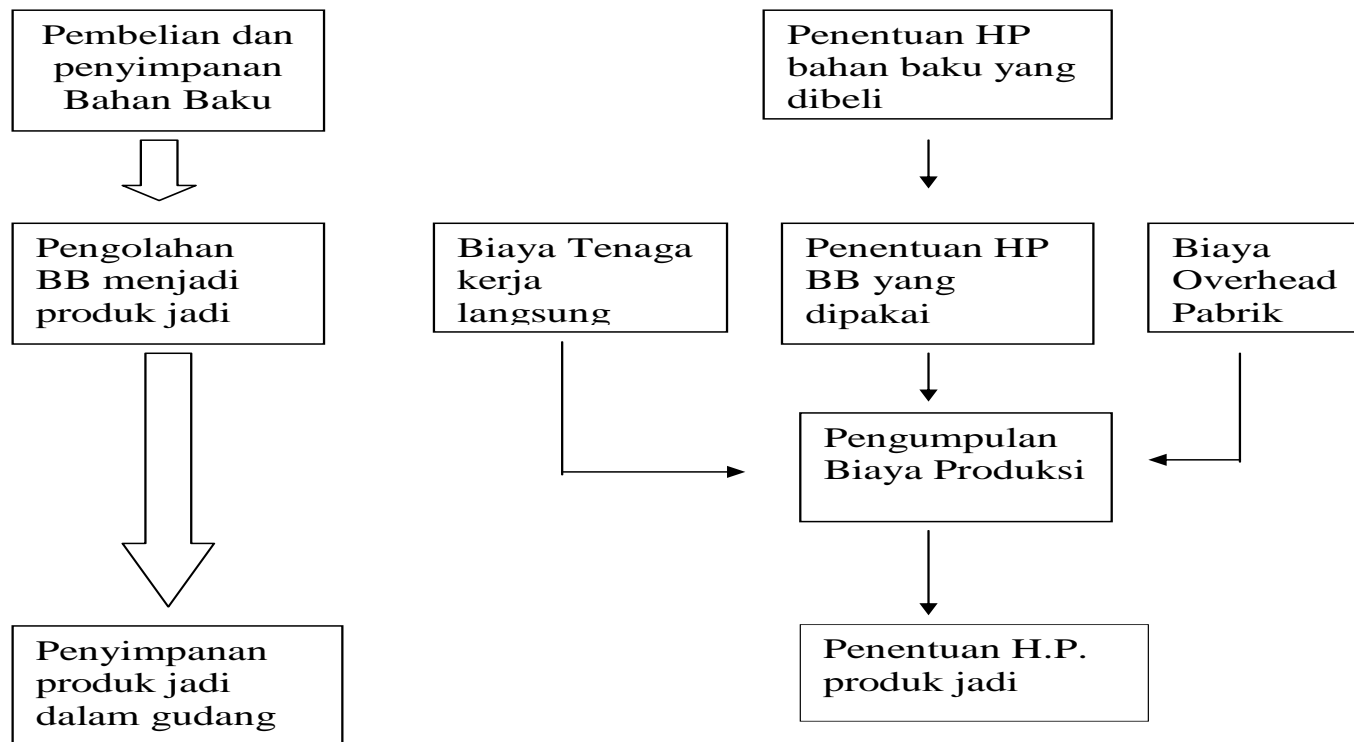 Pembelian dan
penyimpanan
Bahan Baku
Penentuan HP
bahan baku yang
dibeli
Pengolahan
BB menjadi
produk jadi
Biaya Tenaga
kerja
langsung
Penentuan HP
BB yang
dipakai
Biaya
Overhead
Pabrik
Pengumpulan
Biaya Produksi
Penyimpanan
produk jadi
dalam gudang
Penentuan H.P.
produk jadi